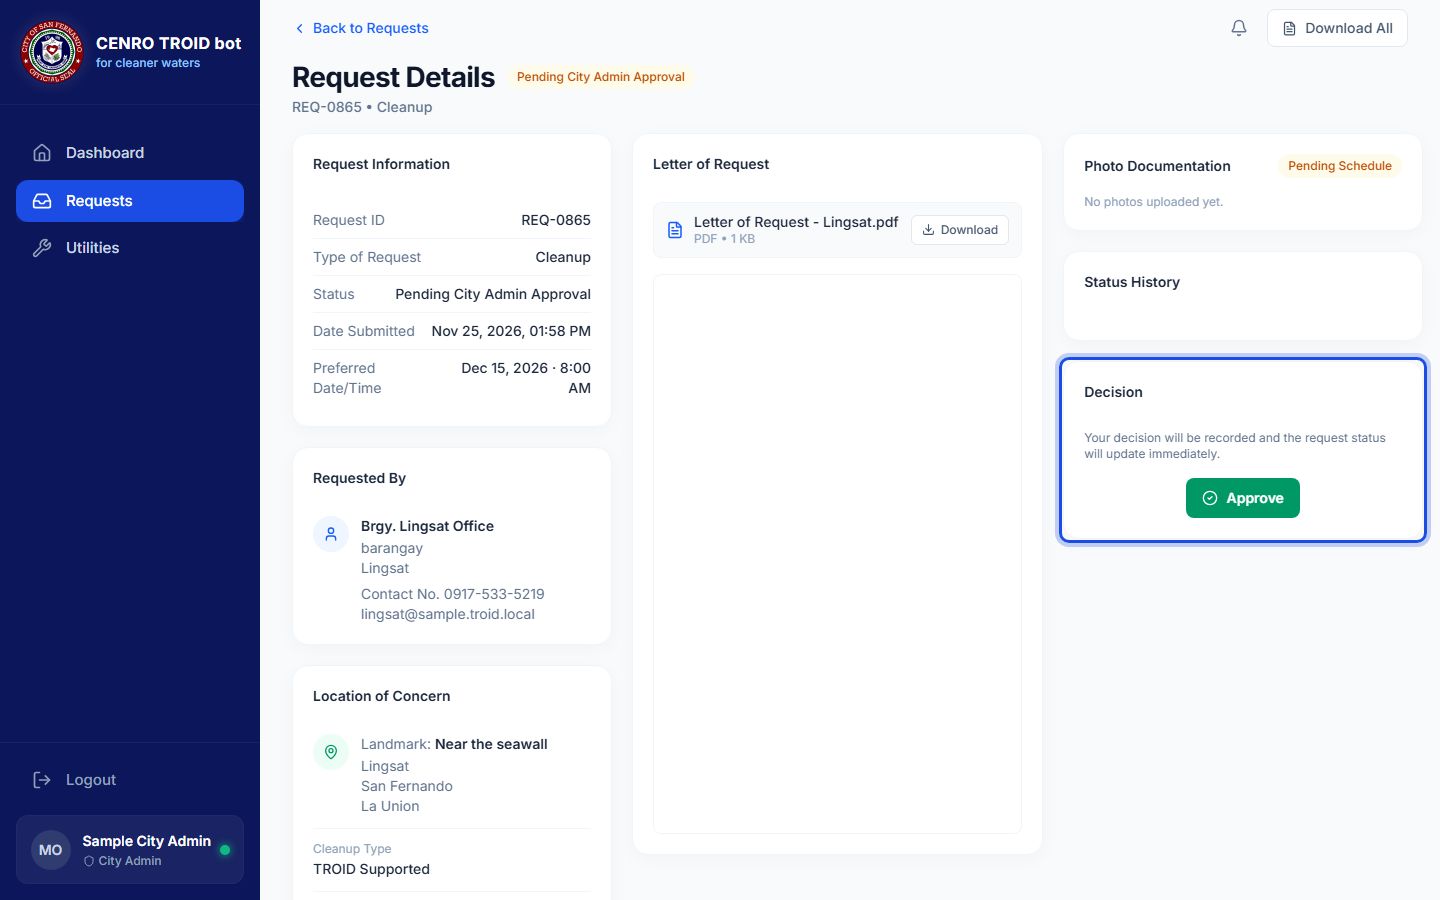 CITY OF SAN FERNANDO
OFFICIAL SEAL
CENRO TROID bot
for cleaner waters
Dashboard
Requests
Utilities
Logout
MO
Sample City Admin
City Admin
Back to Requests
Download All
Request Details
Pending City Admin Approval
REQ-0865 • Cleanup
Request Information
Request ID REQ-0865
Type of Request Cleanup
Status Pending City Admin Approval
Date Submitted Nov 25, 2026, 01:58 PM
Preferred Dec 15, 2026 · 8:00
Date/Time AM
Requested By
Brgy. Lingsat Office
barangay
Lingsat
Contact No. 0917-533-5219
lingsat@sample.troid.local
Location of Concern
Landmark: Near the seawall
Lingsat
San Fernando
La Union
Cleanup Type
TROID Supported
Letter of Request
Letter of Request - Lingsat.pdf
PDF • 1 KB
Download
Photo Documentation
Pending Schedule
No photos uploaded yet.
Status History
Decision
Your decision will be recorded and the request status
will update immediately.
Approve